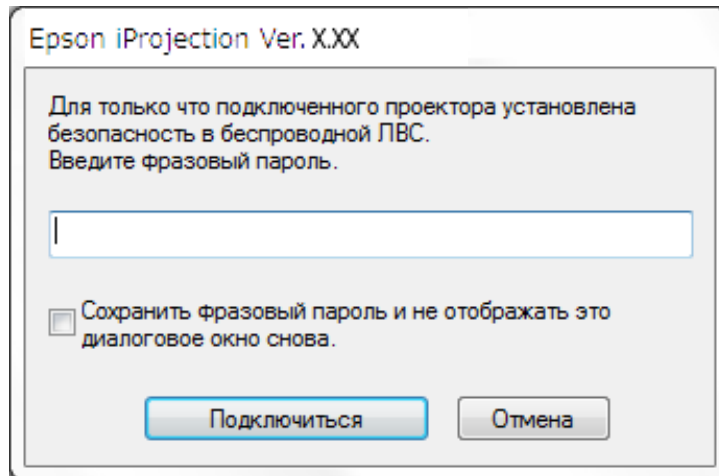 Epson iProjection Ver. X.XX
Для только что подключенного проектора установлена
безопасность в беспроводной ЛВС.
Введите фразовый пароль.
Сохранить фразовый пароль и не отображать это
диалоговое окно снова.
Подключиться
Отмена